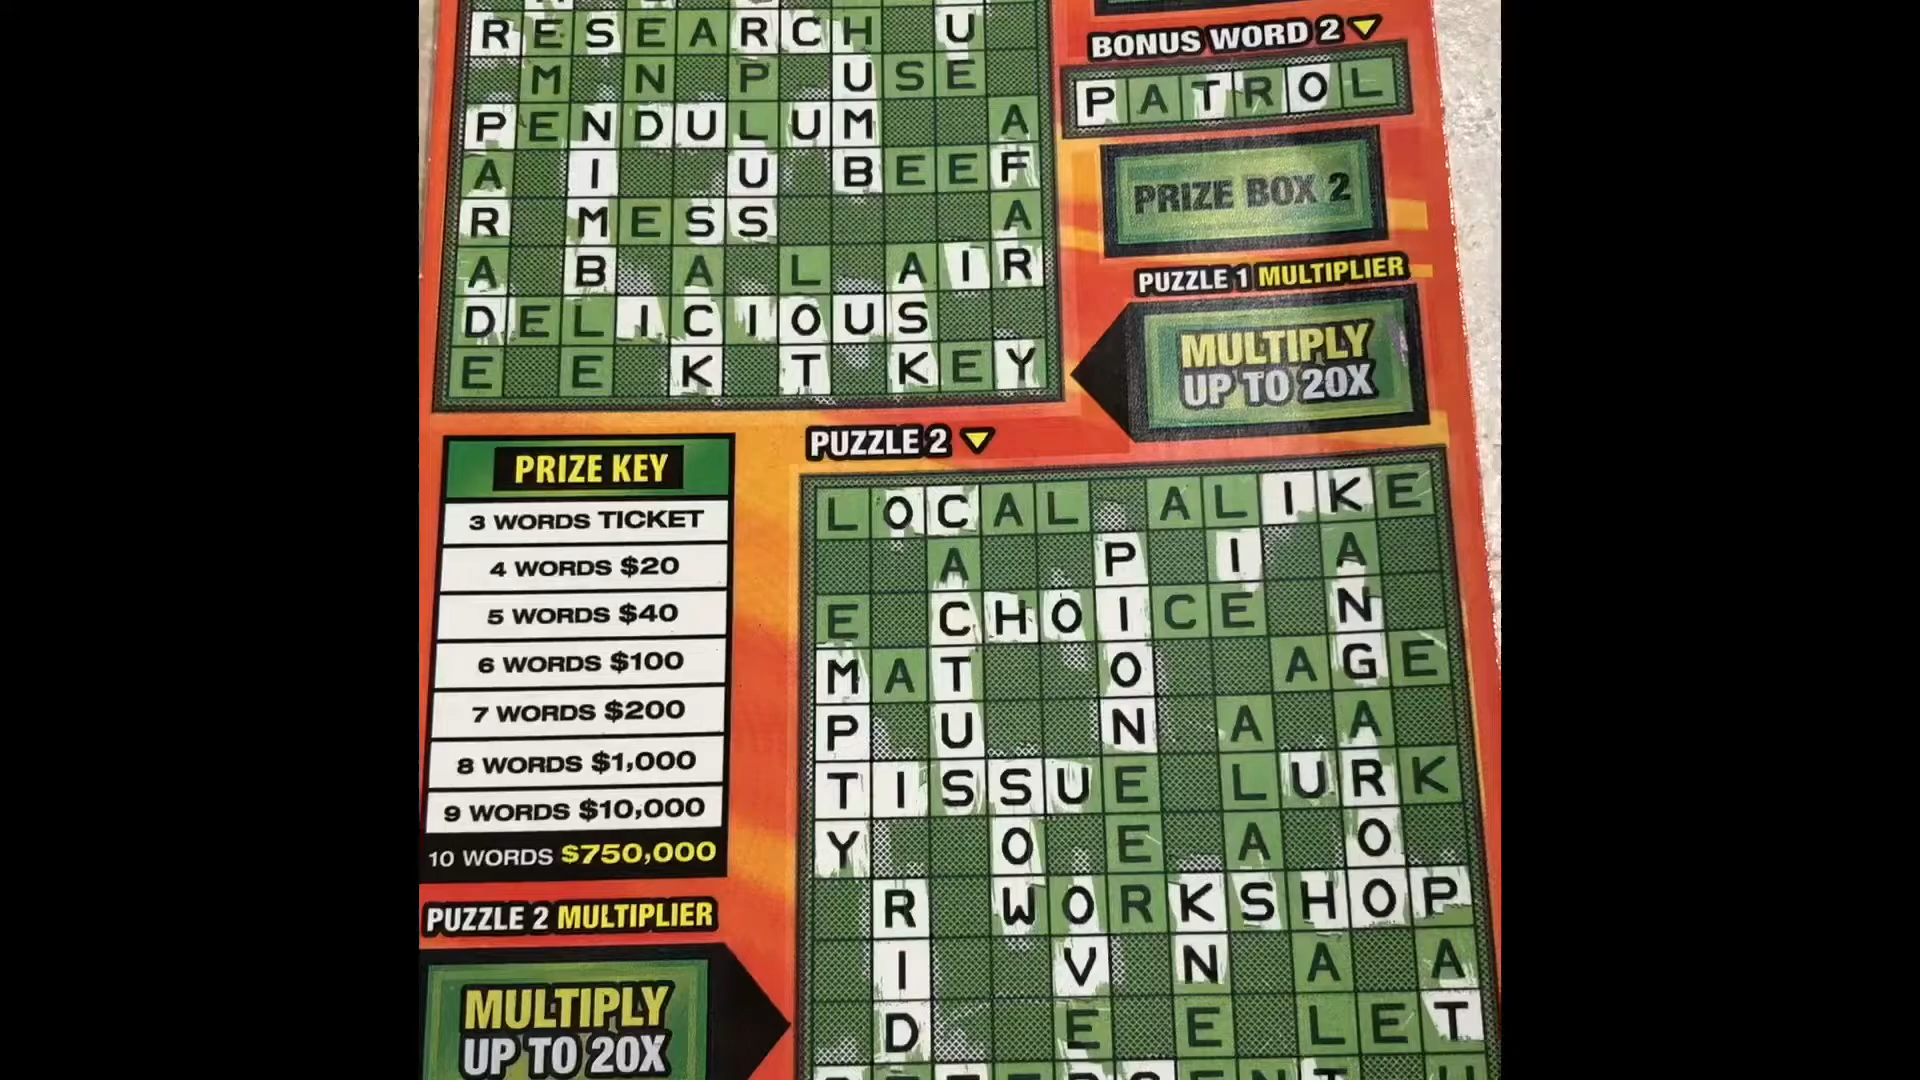 RESEARCH U
BONUS WORD 2
M N P USE
PATROL
PENDULUM A
A I U BEEF
PRIZE BOX 2
R MESS A
A B A L AIR
PUZZLE 1 MULTIPLIER
DELICIOUS
MULTIPLY
UP TO 20X
E E K T KEY
PUZZLE 2
PRIZE KEY
3 WORDS TICKET
4 WORDS $20
5 WORDS $40
6 WORDS $100
7 WORDS $200
8 WORDS $1,000
9 WORDS $10,000
10 WORDS $750,000
PUZZLE 2 MULTIPLIER
MULTIPLY
UP TO 20X
LOCAL ALIKE
A P I A
E CHOICE N
MAT O AGE
P U N A A
TISSUE LURK
Y O E A O
R WORKSHOP
I V N A A
D E E LET